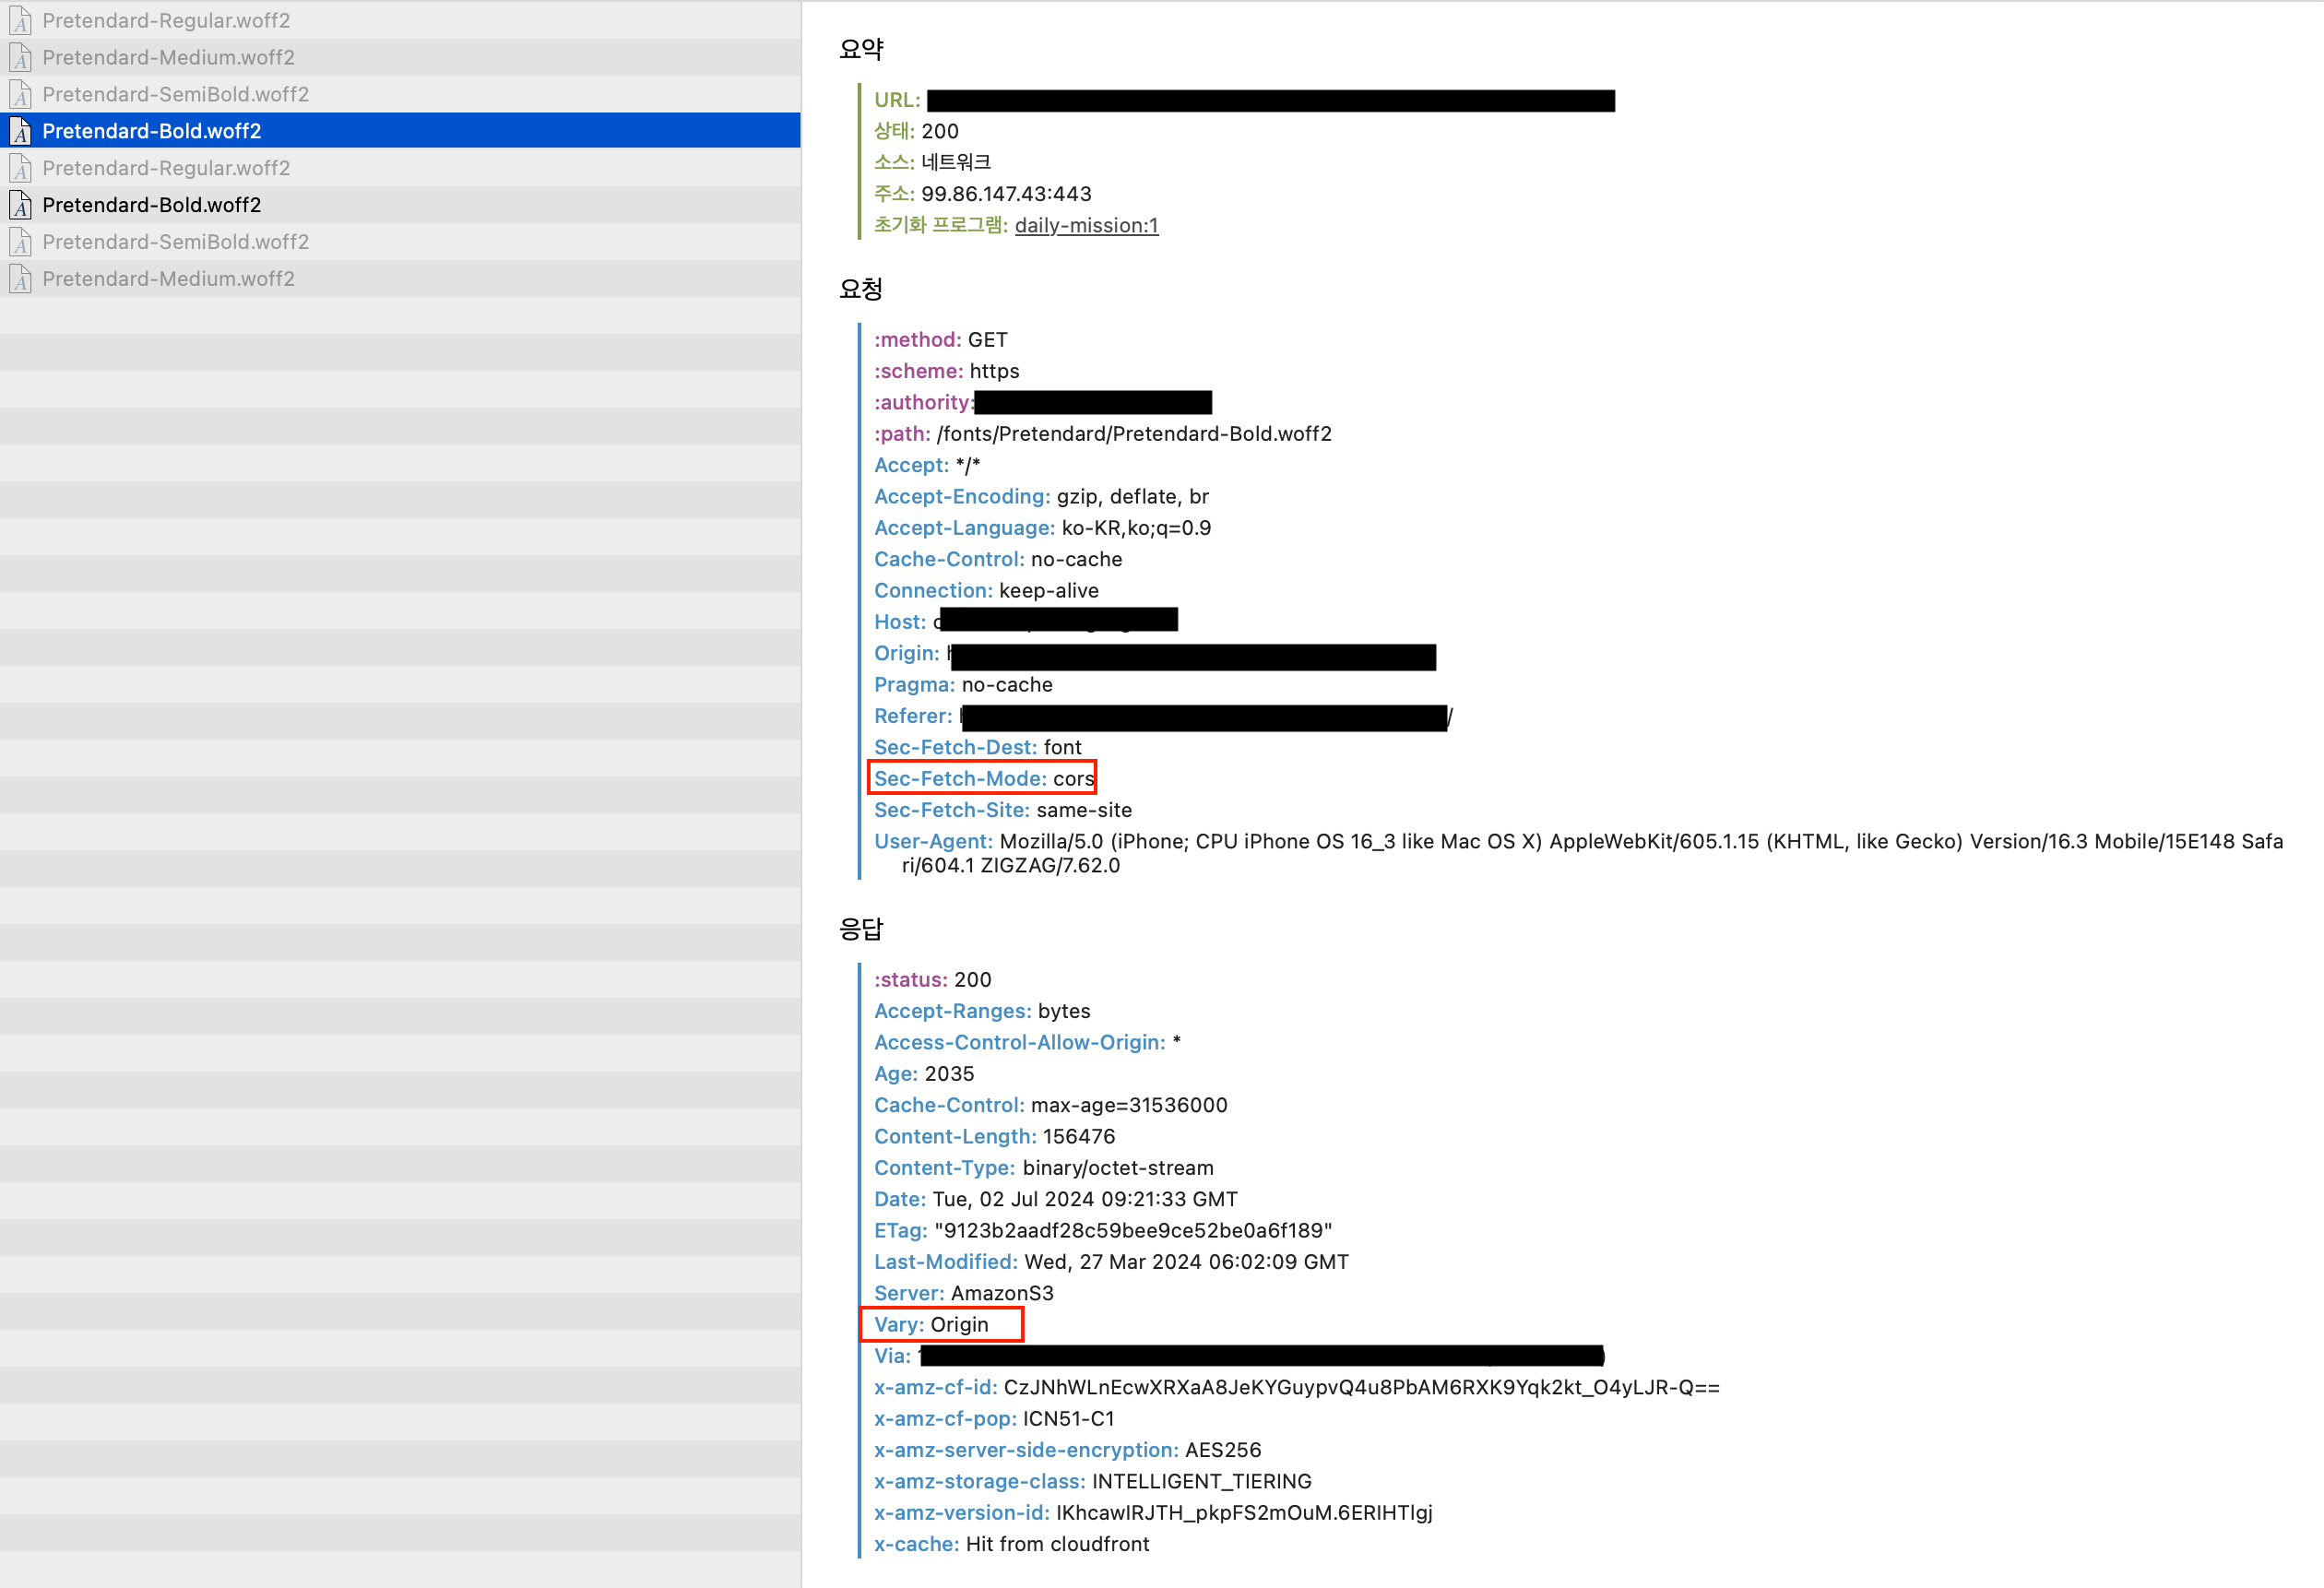 Pretendard-Regular.woff2
Pretendard-Medium.woff2
Pretendard-SemiBold.woff2
Pretendard-Bold.woff2
Pretendard-Regular.woff2
Pretendard-Bold.woff2
Pretendard-SemiBold.woff2
Pretendard-Medium.woff2
요약
URL:
상태: 200
소스: 네트워크
주소: 99.86.147.43:443
초기화 프로그램: daily-mission:1
요청
:method: GET
:scheme: https
:authority:
:path: /fonts/Pretendard/Pretendard-Bold.woff2
Accept: */*
Accept-Encoding: gzip, deflate, br
Accept-Language: ko-KR,ko;q=0.9
Cache-Control: no-cache
Connection: keep-alive
Host:
Origin:
Pragma: no-cache
Referer: /
Sec-Fetch-Dest: font
Sec-Fetch-Mode: cors
Sec-Fetch-Site: same-site
User-Agent: Mozilla/5.0 (iPhone; CPU iPhone OS 16_3 like Mac OS X) AppleWebKit/605.1.15 (KHTML, like Gecko) Version/16.3 Mobile/15E148 Safa
ri/604.1 ZIGZAG/7.62.0
응답
:status: 200
Accept-Ranges: bytes
Access-Control-Allow-Origin: *
Age: 2035
Cache-Control: max-age=31536000
Content-Length: 156476
Content-Type: binary/octet-stream
Date: Tue, 02 Jul 2024 09:21:33 GMT
ETag: "9123b2aadf28c59bee9ce52be0a6f189"
Last-Modified: Wed, 27 Mar 2024 06:02:09 GMT
Server: AmazonS3
Vary: Origin
Via:
x-amz-cf-id: CzJNhWLnEcwXRXaA8JeKYGuypvQ4u8PbAM6RXK9Yqk2kt_O4yLJR-Q==
x-amz-cf-pop: ICN51-C1
x-amz-server-side-encryption: AES256
x-amz-storage-class: INTELLIGENT_TIERING
x-amz-version-id: IKhcawIRJTH_pkpFS2mOuM.6ERIHTlgj
x-cache: Hit from cloudfront